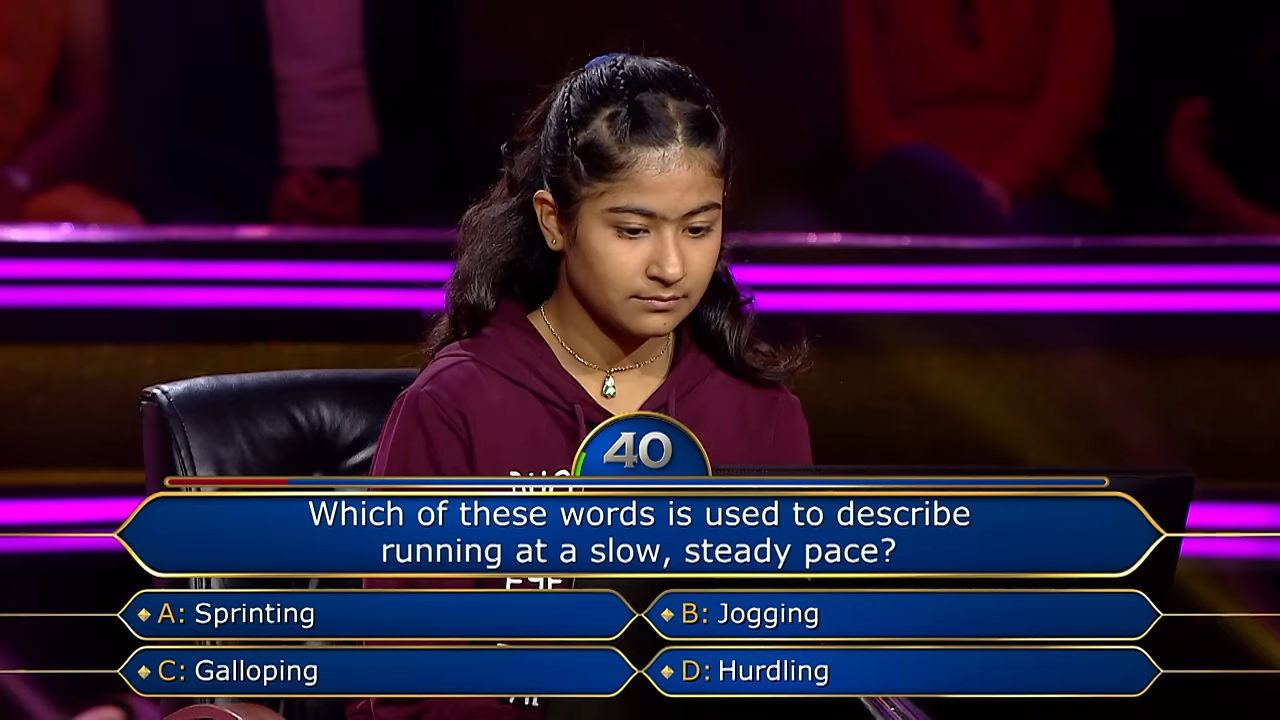 40
Which of these words is used to describe
running at a slow, steady pace?
A: Sprinting
B: Jogging
C: Galloping
D: Hurdling